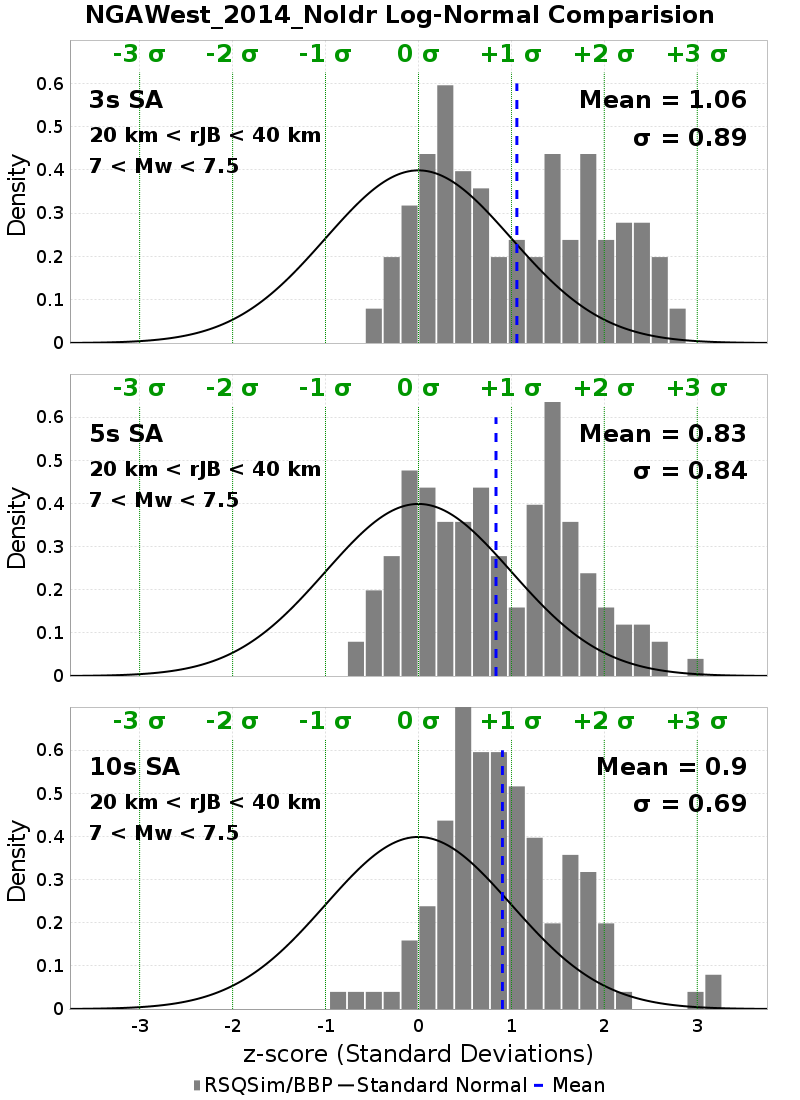 NGAWest_2014_NoIdr Log-Normal Comparision
-3 σ -2 σ -1 σ 0 σ +1 σ +2 σ +3 σ
0.6
3s SA Mean = 1.06
0.5
20 km < rJB < 40 km σ = 0.89
7 < Mw < 7.5
0.4
Density
0.3
0.2
0.1
0
-3 σ -2 σ -1 σ 0 σ +1 σ +2 σ +3 σ
0.6
5s SA Mean = 0.83
0.5
20 km < rJB < 40 km σ = 0.84
7 < Mw < 7.5
0.4
Density
0.3
0.2
0.1
0
-3 σ -2 σ -1 σ 0 σ +1 σ +2 σ +3 σ
0.6
10s SA Mean = 0.9
0.5
20 km < rJB < 40 km σ = 0.69
7 < Mw < 7.5
0.4
Density
0.3
0.2
0.1
0
-3 -2 -1 0 1 2 3
z-score (Standard Deviations)
RSQSim/BBP Standard Normal Mean